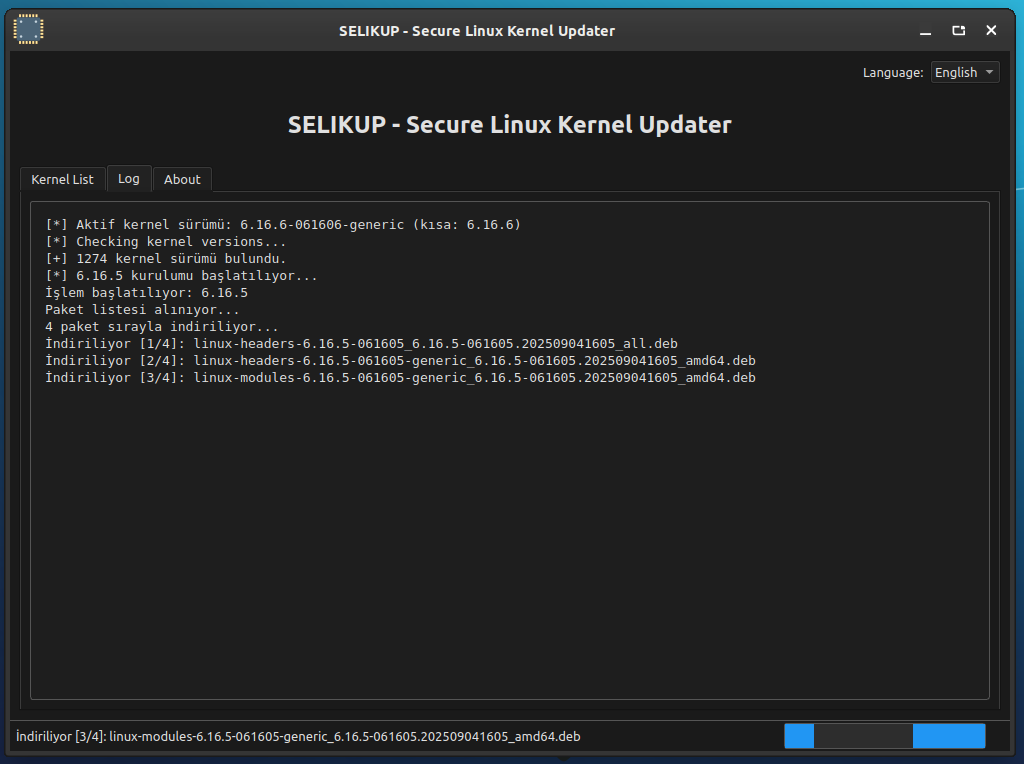 SELIKUP - Secure Linux Kernel Updater
Language: English
SELIKUP - Secure Linux Kernel Updater
Kernel List Log About
[*] Aktif kernel sürümü: 6.16.6-061606-generic (kısa: 6.16.6)
[*] Checking kernel versions...
[+] 1274 kernel sürümü bulundu.
[*] 6.16.5 kurulumu başlatılıyor...
İşlem başlatılıyor: 6.16.5
Paket listesi alınıyor...
4 paket sırayla indiriliyor...
İndiriliyor [1/4]: linux-headers-6.16.5-061605_6.16.5-061605.202509041605_all.deb
İndiriliyor [2/4]: linux-headers-6.16.5-061605-generic_6.16.5-061605.202509041605_amd64.deb
İndiriliyor [3/4]: linux-modules-6.16.5-061605-generic_6.16.5-061605.202509041605_amd64.deb
İndiriliyor [3/4]: linux-modules-6.16.5-061605-generic_6.16.5-061605.202509041605_amd64.deb